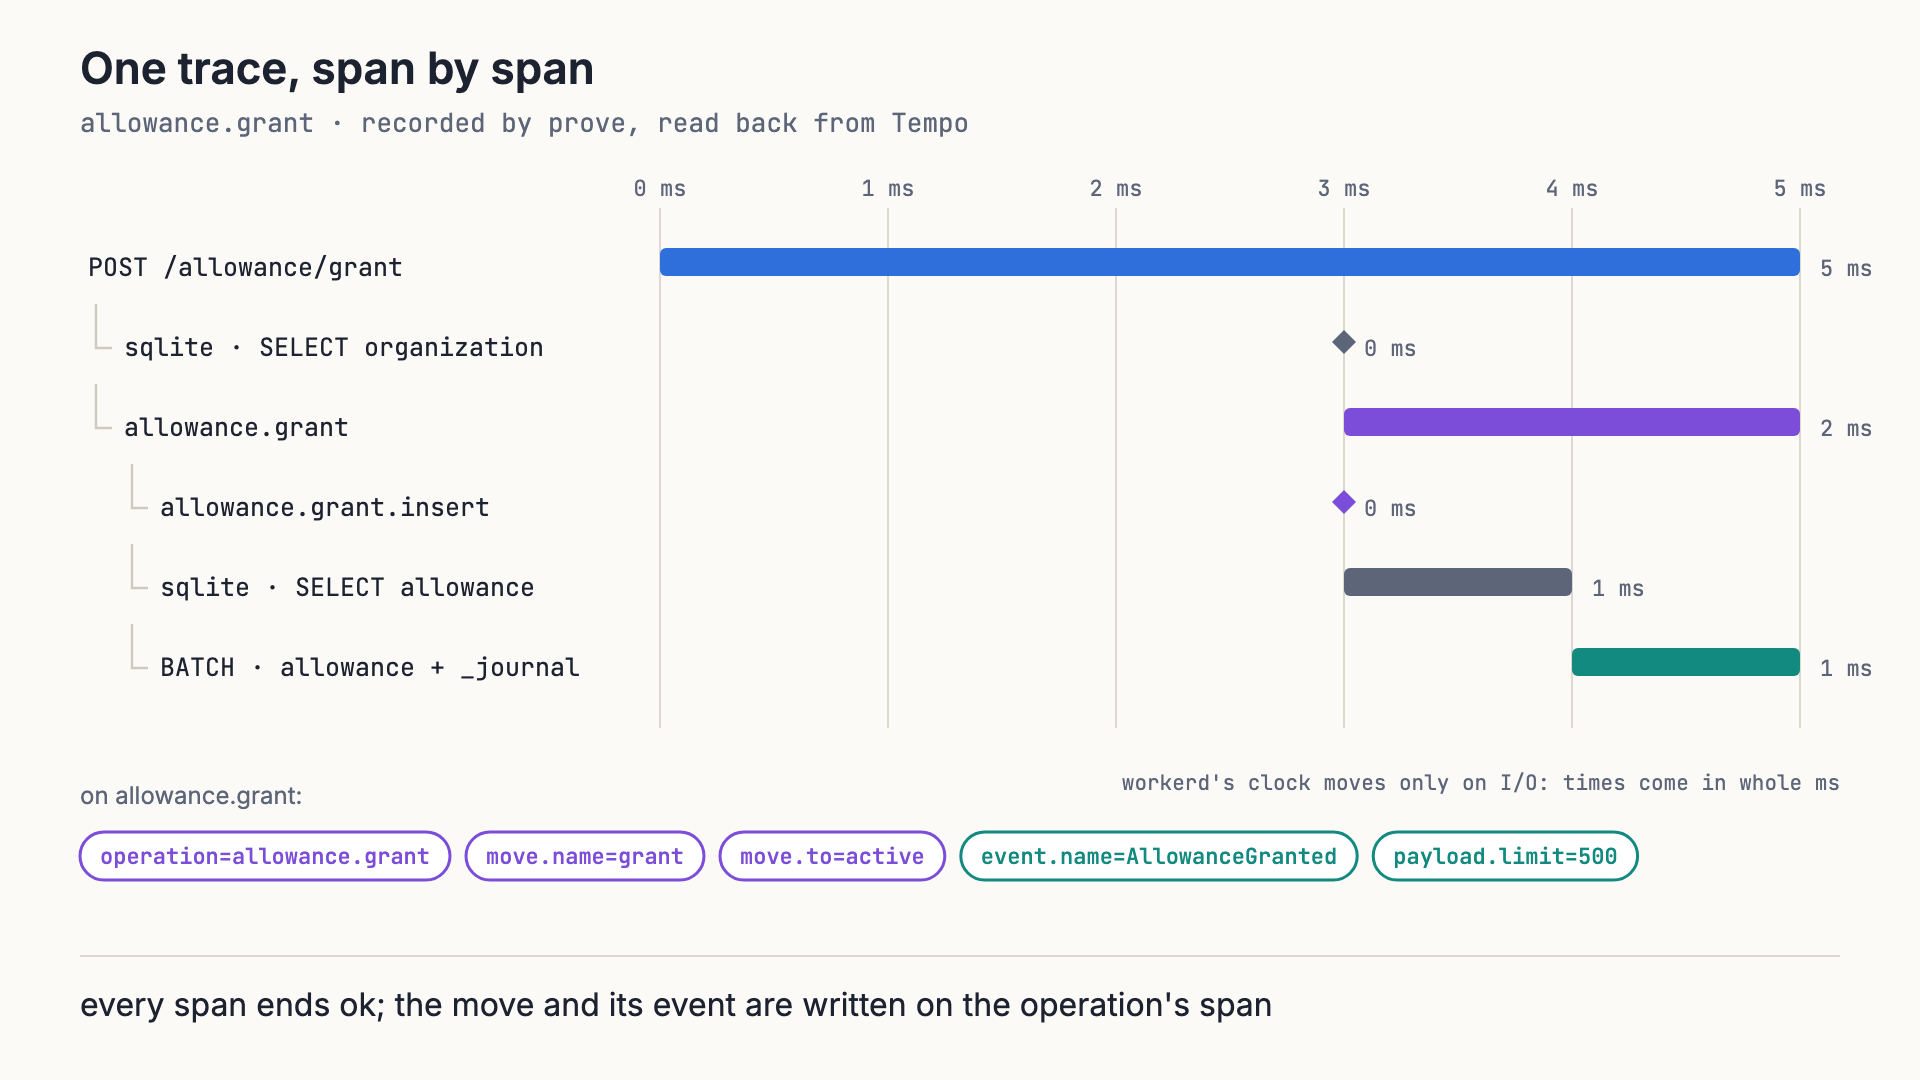 One trace, span by span
allowance.grant · recorded by prove, read back from Tempo
0 ms 1 ms 2 ms 3 ms 4 ms 5 ms
POST /allowance/grant 5 ms
sqlite · SELECT organization 0 ms
allowance.grant 2 ms
allowance.grant.insert 0 ms
sqlite · SELECT allowance 1 ms
BATCH · allowance + _journal 1 ms
workerd's clock moves only on I/O: times come in whole ms
on allowance.grant:
operation=allowance.grant move.name=grant move.to=active event.name=AllowanceGranted payload.limit=500
every span ends ok; the move and its event are written on the operation's span